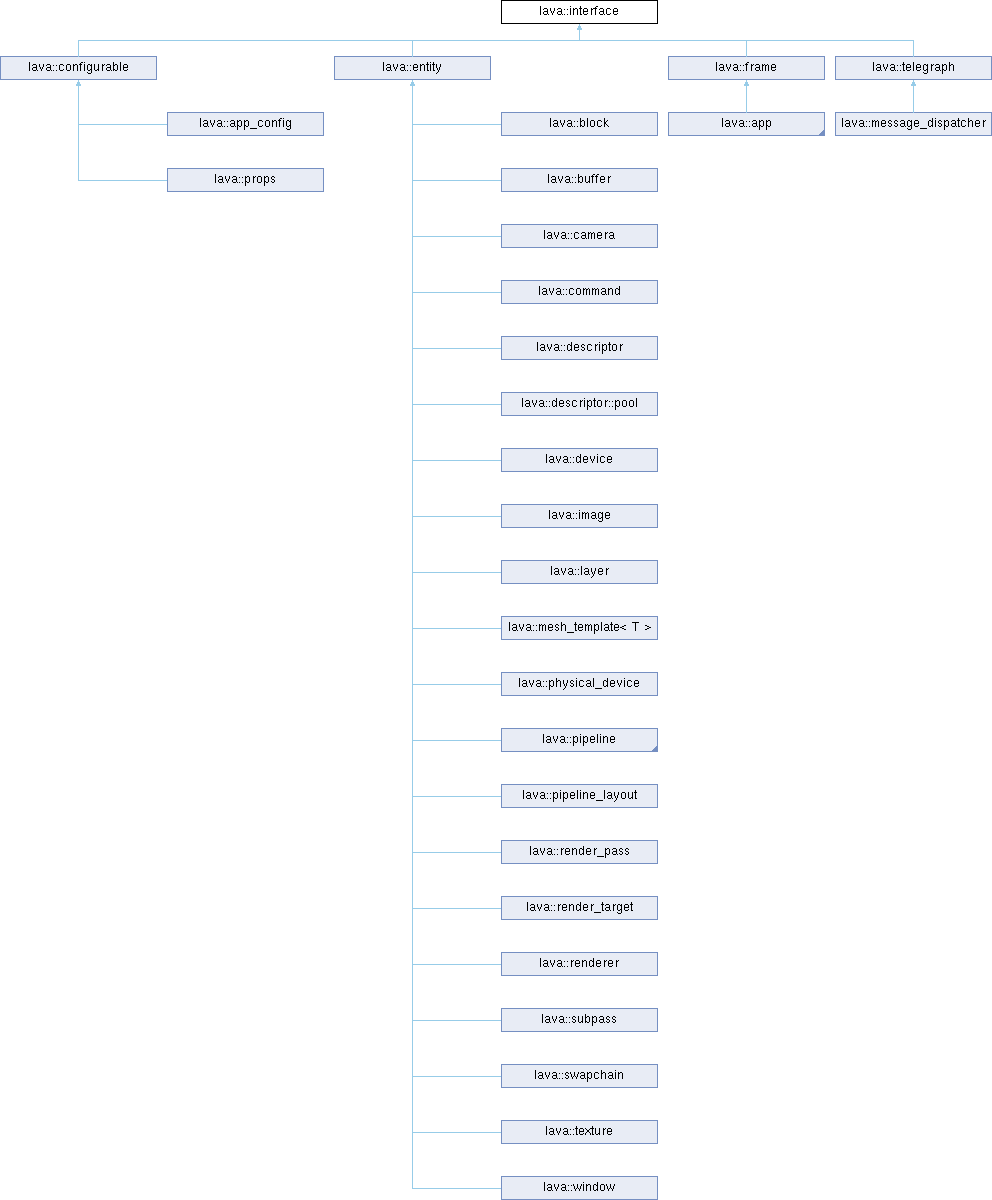 lava::interface
lava::configurable
lava::entity
lava::frame
lava::telegraph
lava::app_config
lava::block
lava::app
lava::message_dispatcher
lava::props
lava::buffer
lava::camera
lava::command
lava::descriptor
lava::descriptor::pool
lava::device
lava::image
lava::layer
lava::mesh_template< T >
lava::physical_device
lava::pipeline
lava::pipeline_layout
lava::render_pass
lava::render_target
lava::renderer
lava::subpass
lava::swapchain
lava::texture
lava::window